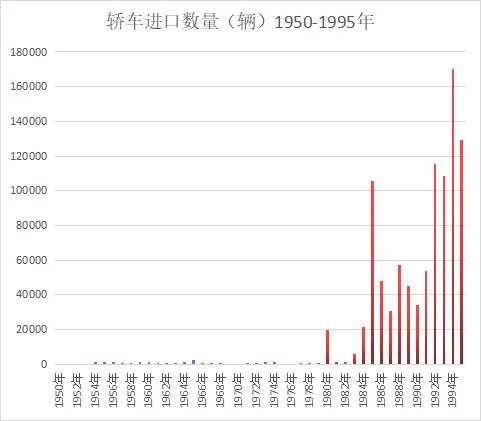 轿车进口数量（辆）1950-1995年
180000
160000
140000
120000
100000
80000
60000
40000
20000
0
1950年
1952年
1954年
1956年
1958年
1960年
1962年
1964年
1966年
1968年
1970年
1972年
1974年
1976年
1978年
1980年
1982年
1984年
1986年
1988年
1990年
1992年
1994年